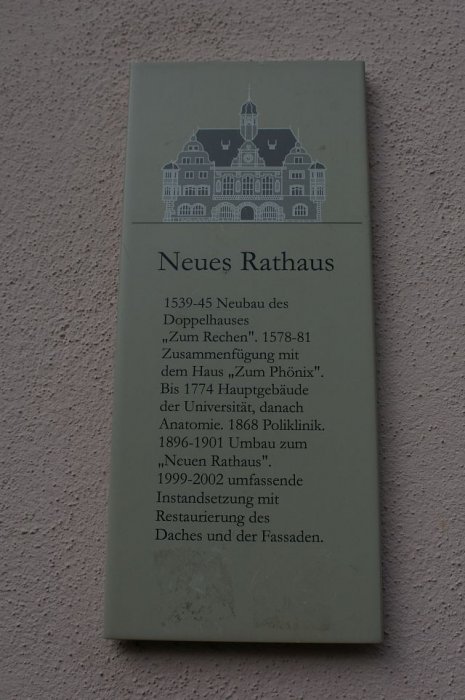 Neues Rathaus
1539-45 Neubau des
Doppelhauses
„Zum Rechen". 1578-81
Zusammenfügung mit
dem Haus „Zum Phönix".
Bis 1774 Hauptgebäude
der Universität, danach
Anatomie. 1868 Poliklinik.
1896-1901 Umbau zum
„Neuen Rathaus".
1999-2002 umfassende
Instandsetzung mit
Restaurierung des
Daches und der Fassaden.